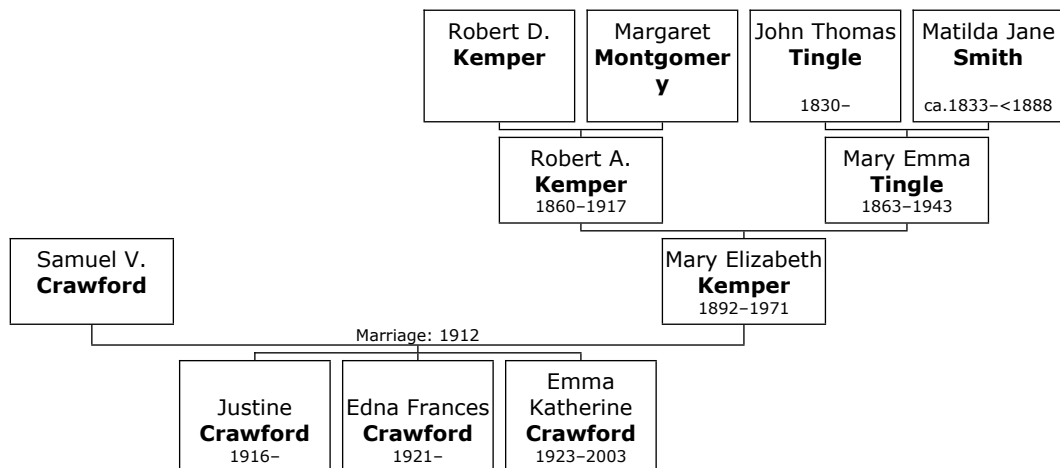 Robert D.
Kemper
Margaret
Montgomer
y
John Thomas
Tingle
1830–
Matilda Jane
Smith
ca.1833–<1888
Robert A.
Kemper
1860–1917
Mary Emma
Tingle
1863–1943
Samuel V.
Crawford
Mary Elizabeth
Kemper
1892–1971
Marriage: 1912
Justine
Crawford
1916–
Edna Frances
Crawford
1921–
Emma
Katherine
Crawford
1923–2003